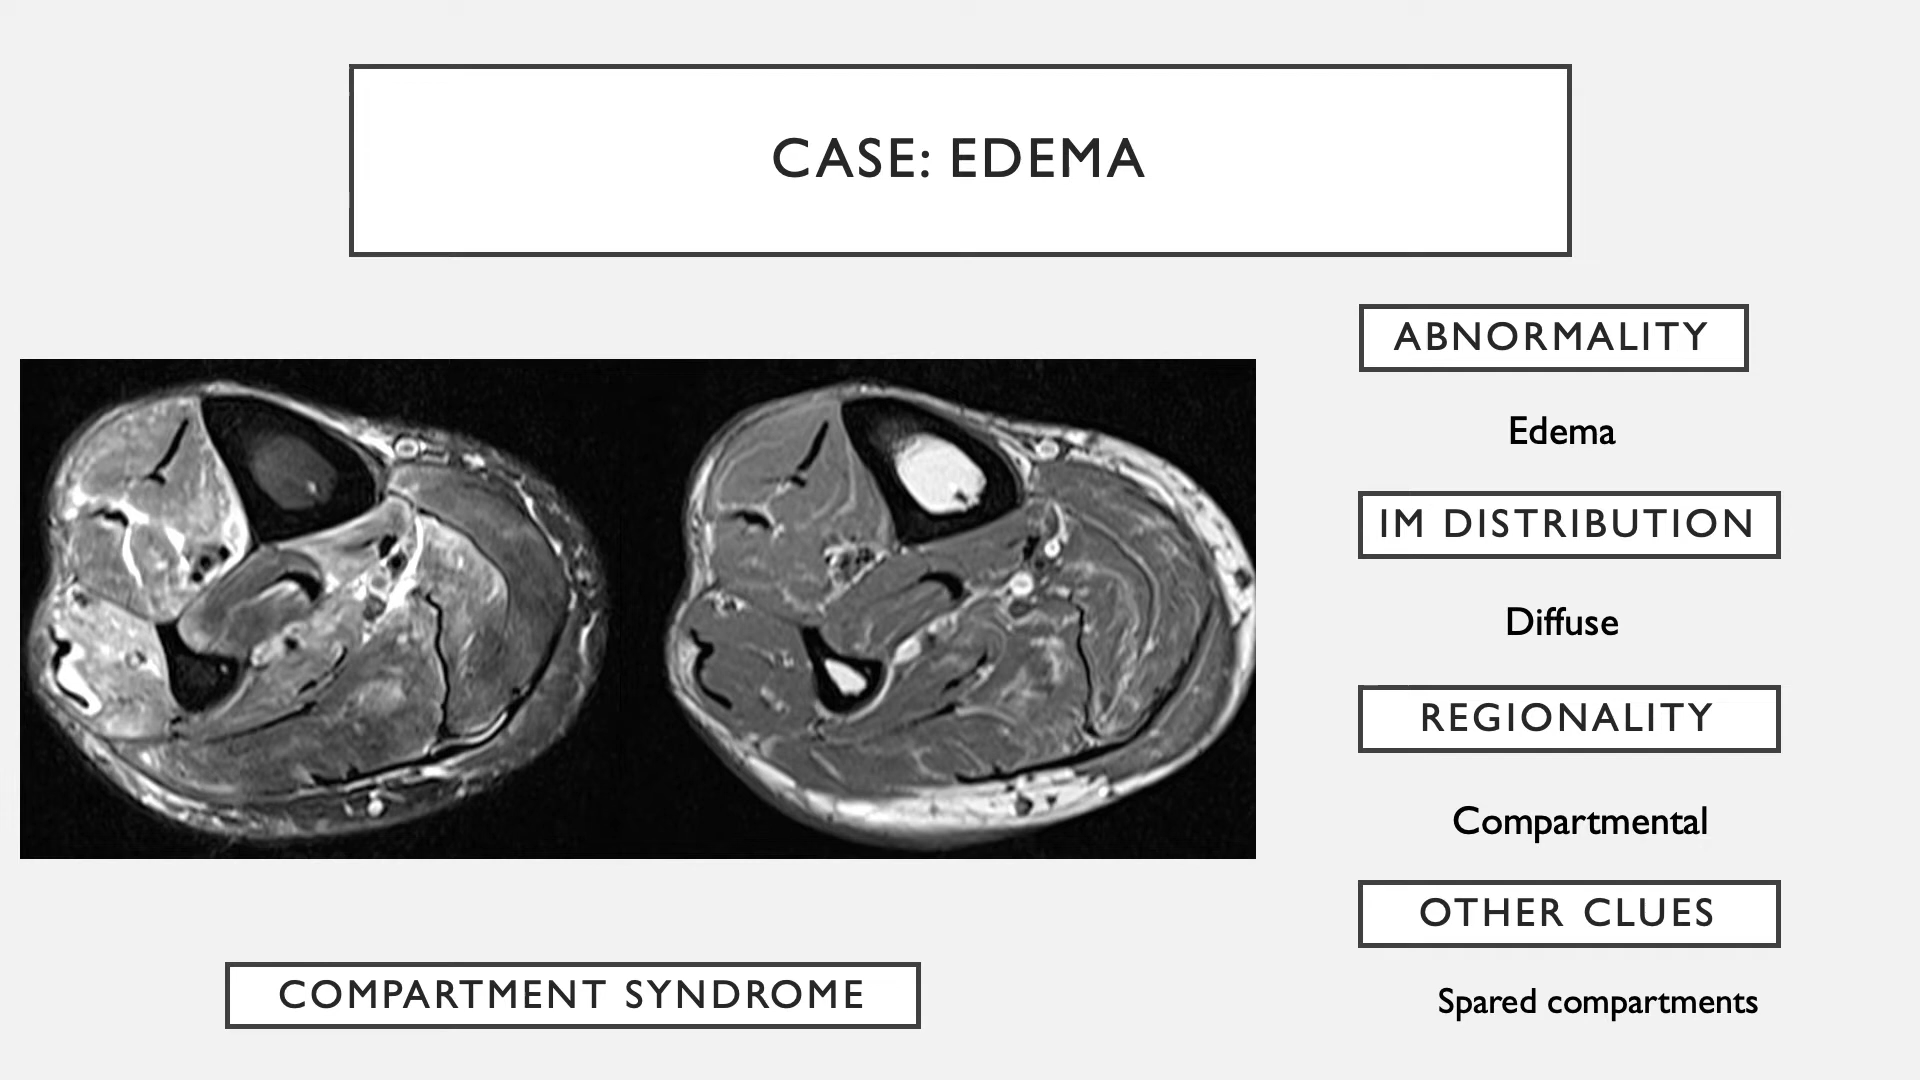 CASE: EDEMA
ABNORMALITY
Edema
IM DISTRIBUTION
Diffuse
REGIONALITY
Compartmental
OTHER CLUES
Spared compartments
COMPARTMENT SYNDROME